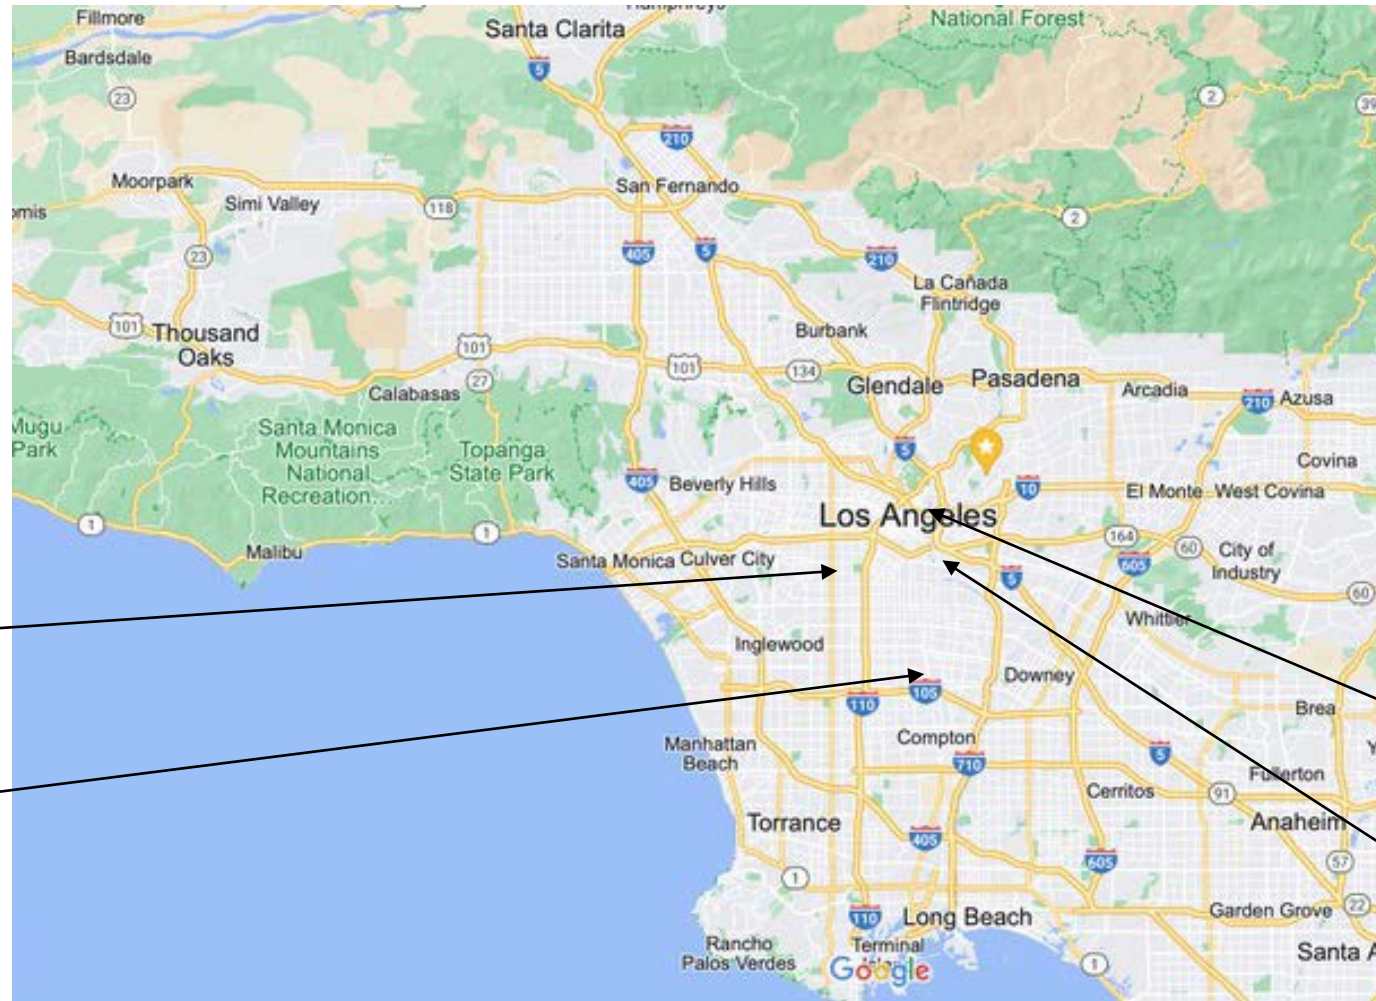 Fillmore
Santa Clarita
National Forest
Bardsdale
5
23
2
39
210
Moorpark
San Fernando
Simi Valley
118
2
23
405
5
210
La Cañada
Flintridge
101
Thousand
Oaks
Burbank
101
101
134
27
Calabasas
Glendale
Pasadena
Arcadia
210
Azusa
Mugu
Park
Santa Monica
Mountains
National
Recreation...
Topanga
State Park
5
Covina
405
Beverly Hills
10
El Monte
West Covina
Los Angeles
1
1
164
60
City of
Industry
Malibu
Santa Monica
Culver City
605
5
60
Whittier
Inglewood
Downey
105
110
Brea
Manhattan
Beach
Compton
710
5
Fullerton
Cerritos
91
Torrance
Anaheim
405
605
57
1
110
Long Beach
Garden Grove
22
Rancho
Palos Verdes
Terminal
Santa A
1
Google